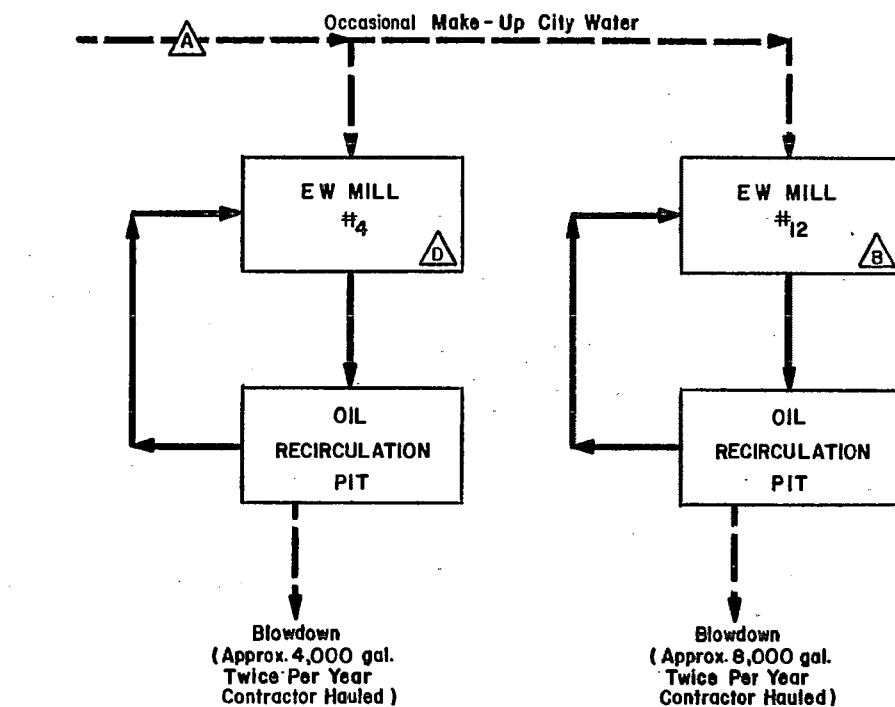 Occasional Make-Up City Water
A
EW MILL
#4
D
EW MILL
#12
B
OIL
RECIRCULATION
PIT
OIL
RECIRCULATION
PIT
Blowdown
(Approx. 4,000 gal.
Twice Per Year
Contractor Hauled)
Blowdown
(Approx. 8,000 gal.
Twice Per Year
Contractor Hauled)